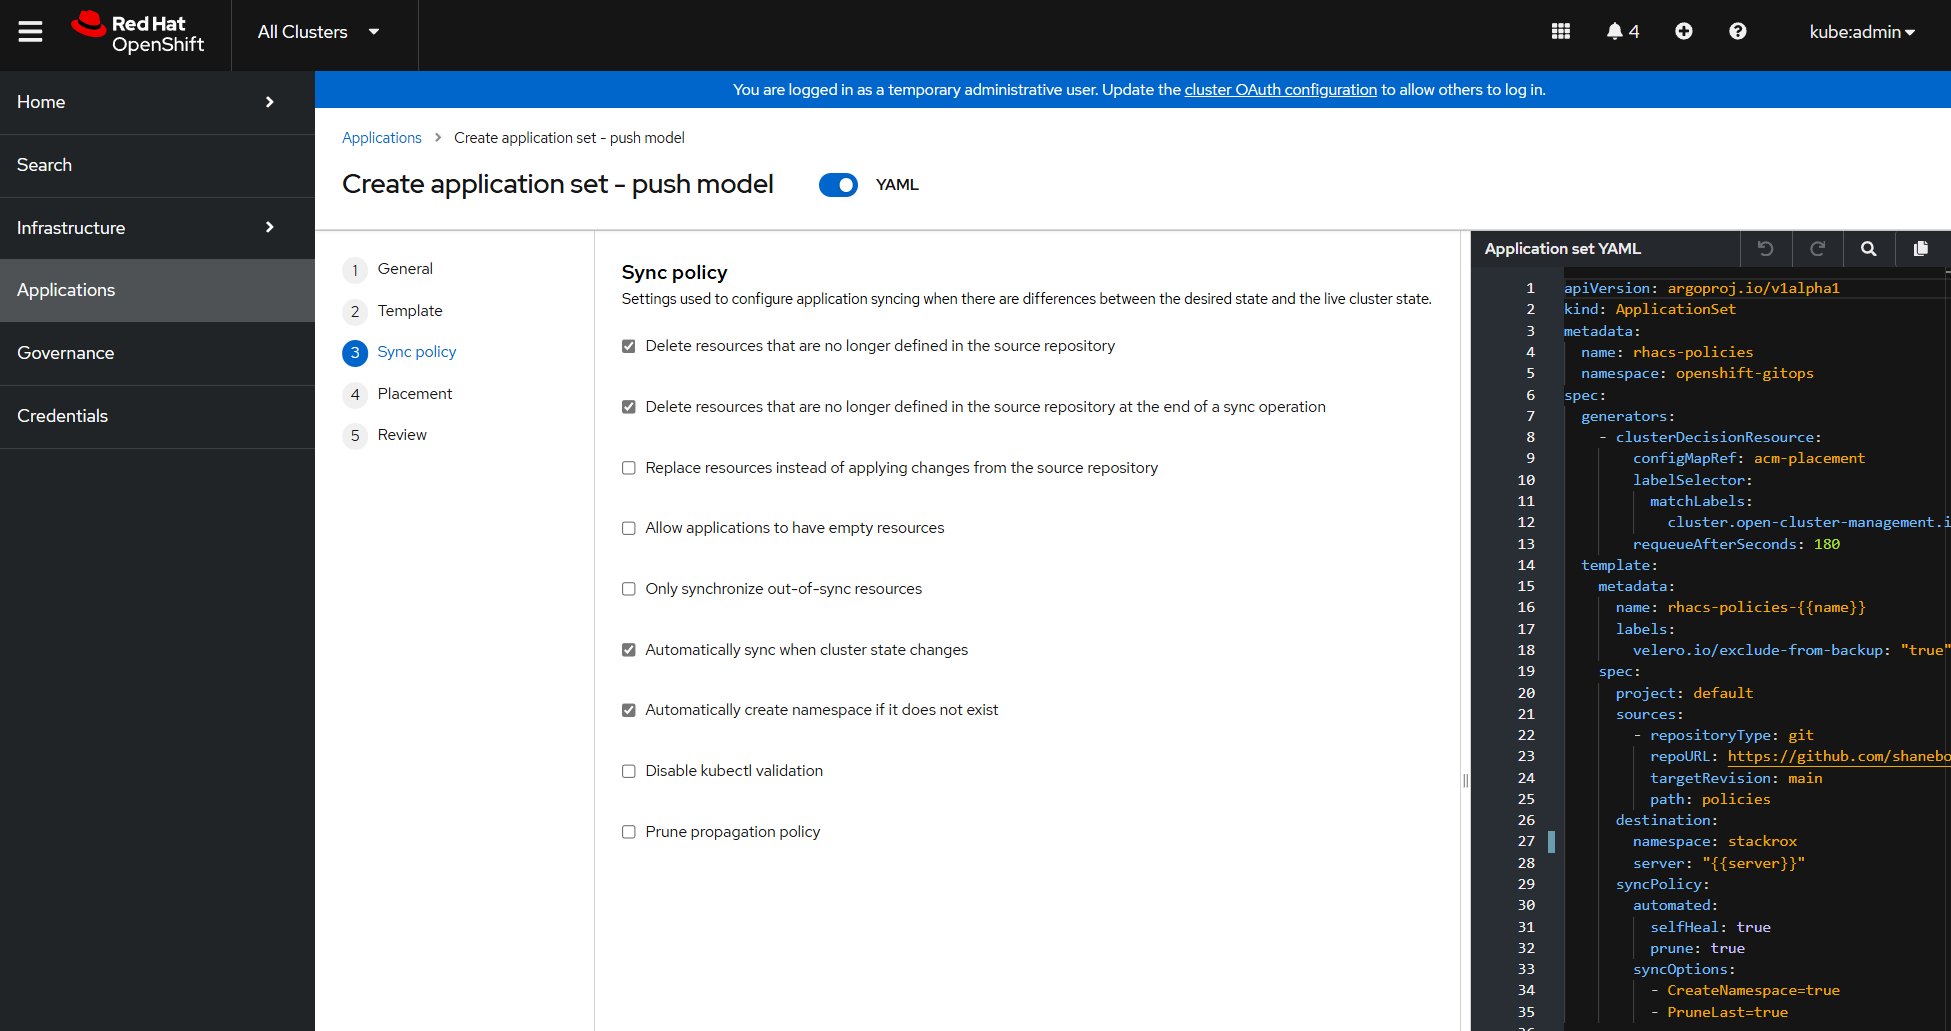 Red Hat
OpenShift
All Clusters
4
kube:admin
Home
Search
Infrastructure
Applications
Governance
Credentials
You are logged in as a temporary administrative user. Update the cluster OAuth configuration to allow others to log in.
Applications > Create application set - push model
Create application set - push model
YAML
1 General
2 Template
3 Sync policy
4 Placement
5 Review
Sync policy
Settings used to configure application syncing when there are differences between the desired state and the live cluster state.
Delete resources that are no longer defined in the source repository
Delete resources that are no longer defined in the source repository at the end of a sync operation
Replace resources instead of applying changes from the source repository
Allow applications to have empty resources
Only synchronize out-of-sync resources
Automatically sync when cluster state changes
Automatically create namespace if it does not exist
Disable kubectl validation
Prune propagation policy
Application set YAML
1 apiVersion: argoproj.io/v1alpha1
2 kind: ApplicationSet
3 metadata:
4 name: rhacs-policies
5 namespace: openshift-gitops
6 spec:
7 generators:
8 - clusterDecisionResource:
9 configMapRef: acm-placement
10 labelSelector:
11 matchLabels:
12 cluster.open-cluster-management.i
13 requeueAfterSeconds: 180
14 template:
15 metadata:
16 name: rhacs-policies-{{name}}
17 labels:
18 velero.io/exclude-from-backup: "true"
19 spec:
20 project: default
21 sources:
22 - repositoryType: git
23 repoURL: https://github.com/shanebo
24 targetRevision: main
25 path: policies
26 destination:
27 namespace: stackrox
28 server: "{{server}}"
29 syncPolicy:
30 automated:
31 selfHeal: true
32 prune: true
33 syncOptions:
34 - CreateNamespace=true
35 - PruneLast=true